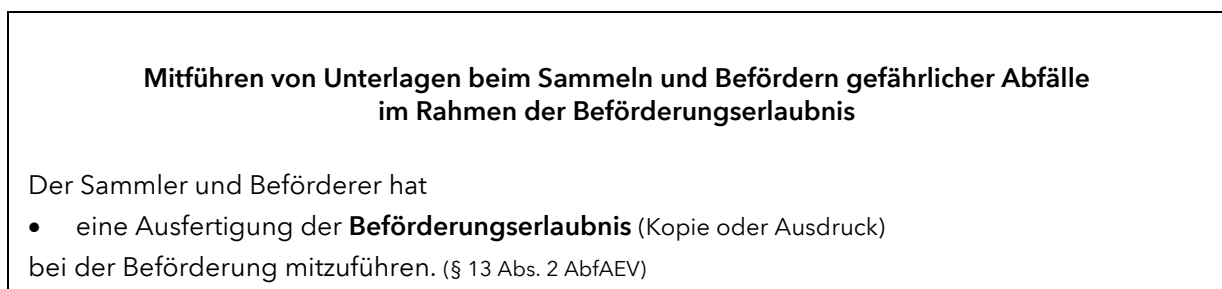 Mitführen von Unterlagen beim Sammeln und Befördern gefährlicher Abfälle
im Rahmen der Beförderungserlaubnis
Der Sammler und Beförderer hat
• eine Ausfertigung der Beförderungserlaubnis (Kopie oder Ausdruck)
bei der Beförderung mitzuführen. (§ 13 Abs. 2 AbfAEV)